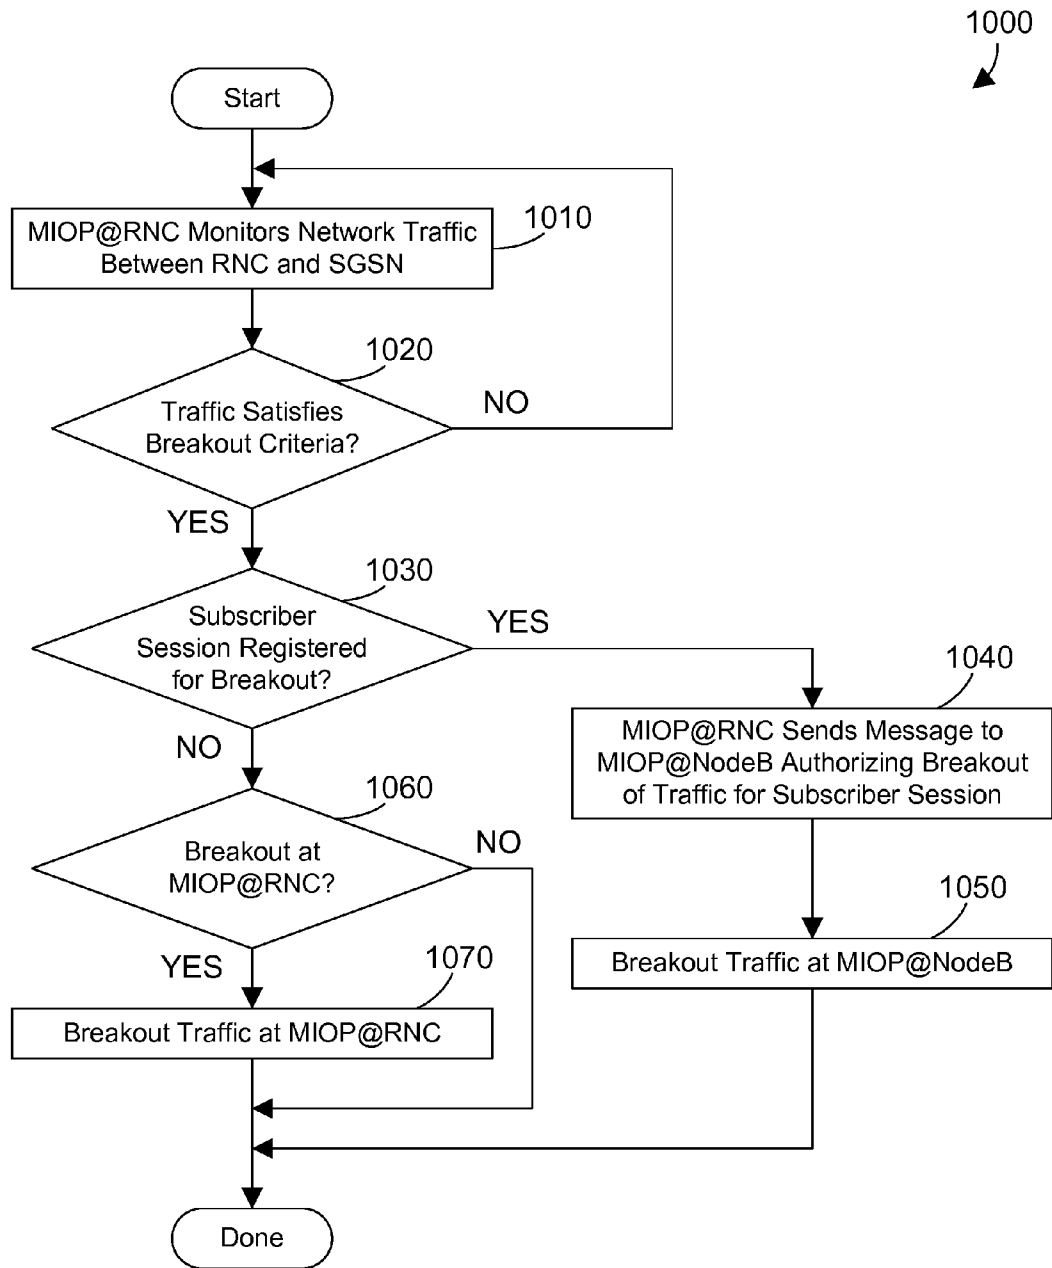 1000
Start
MIOP@RNC Monitors Network Traffic
Between RNC and SGSN
1010
1020
Traffic Satisfies
Breakout Criteria?
NO
YES
1030
Subscriber
Session Registered
for Breakout?
YES
NO
1040
MIOP@RNC Sends Message to
MIOP@NodeB Authorizing Breakout
of Traffic for Subscriber Session
1060
Breakout at
MIOP@RNC?
NO
YES
1050
Breakout Traffic at MIOP@NodeB
1070
Breakout Traffic at MIOP@RNC
Done